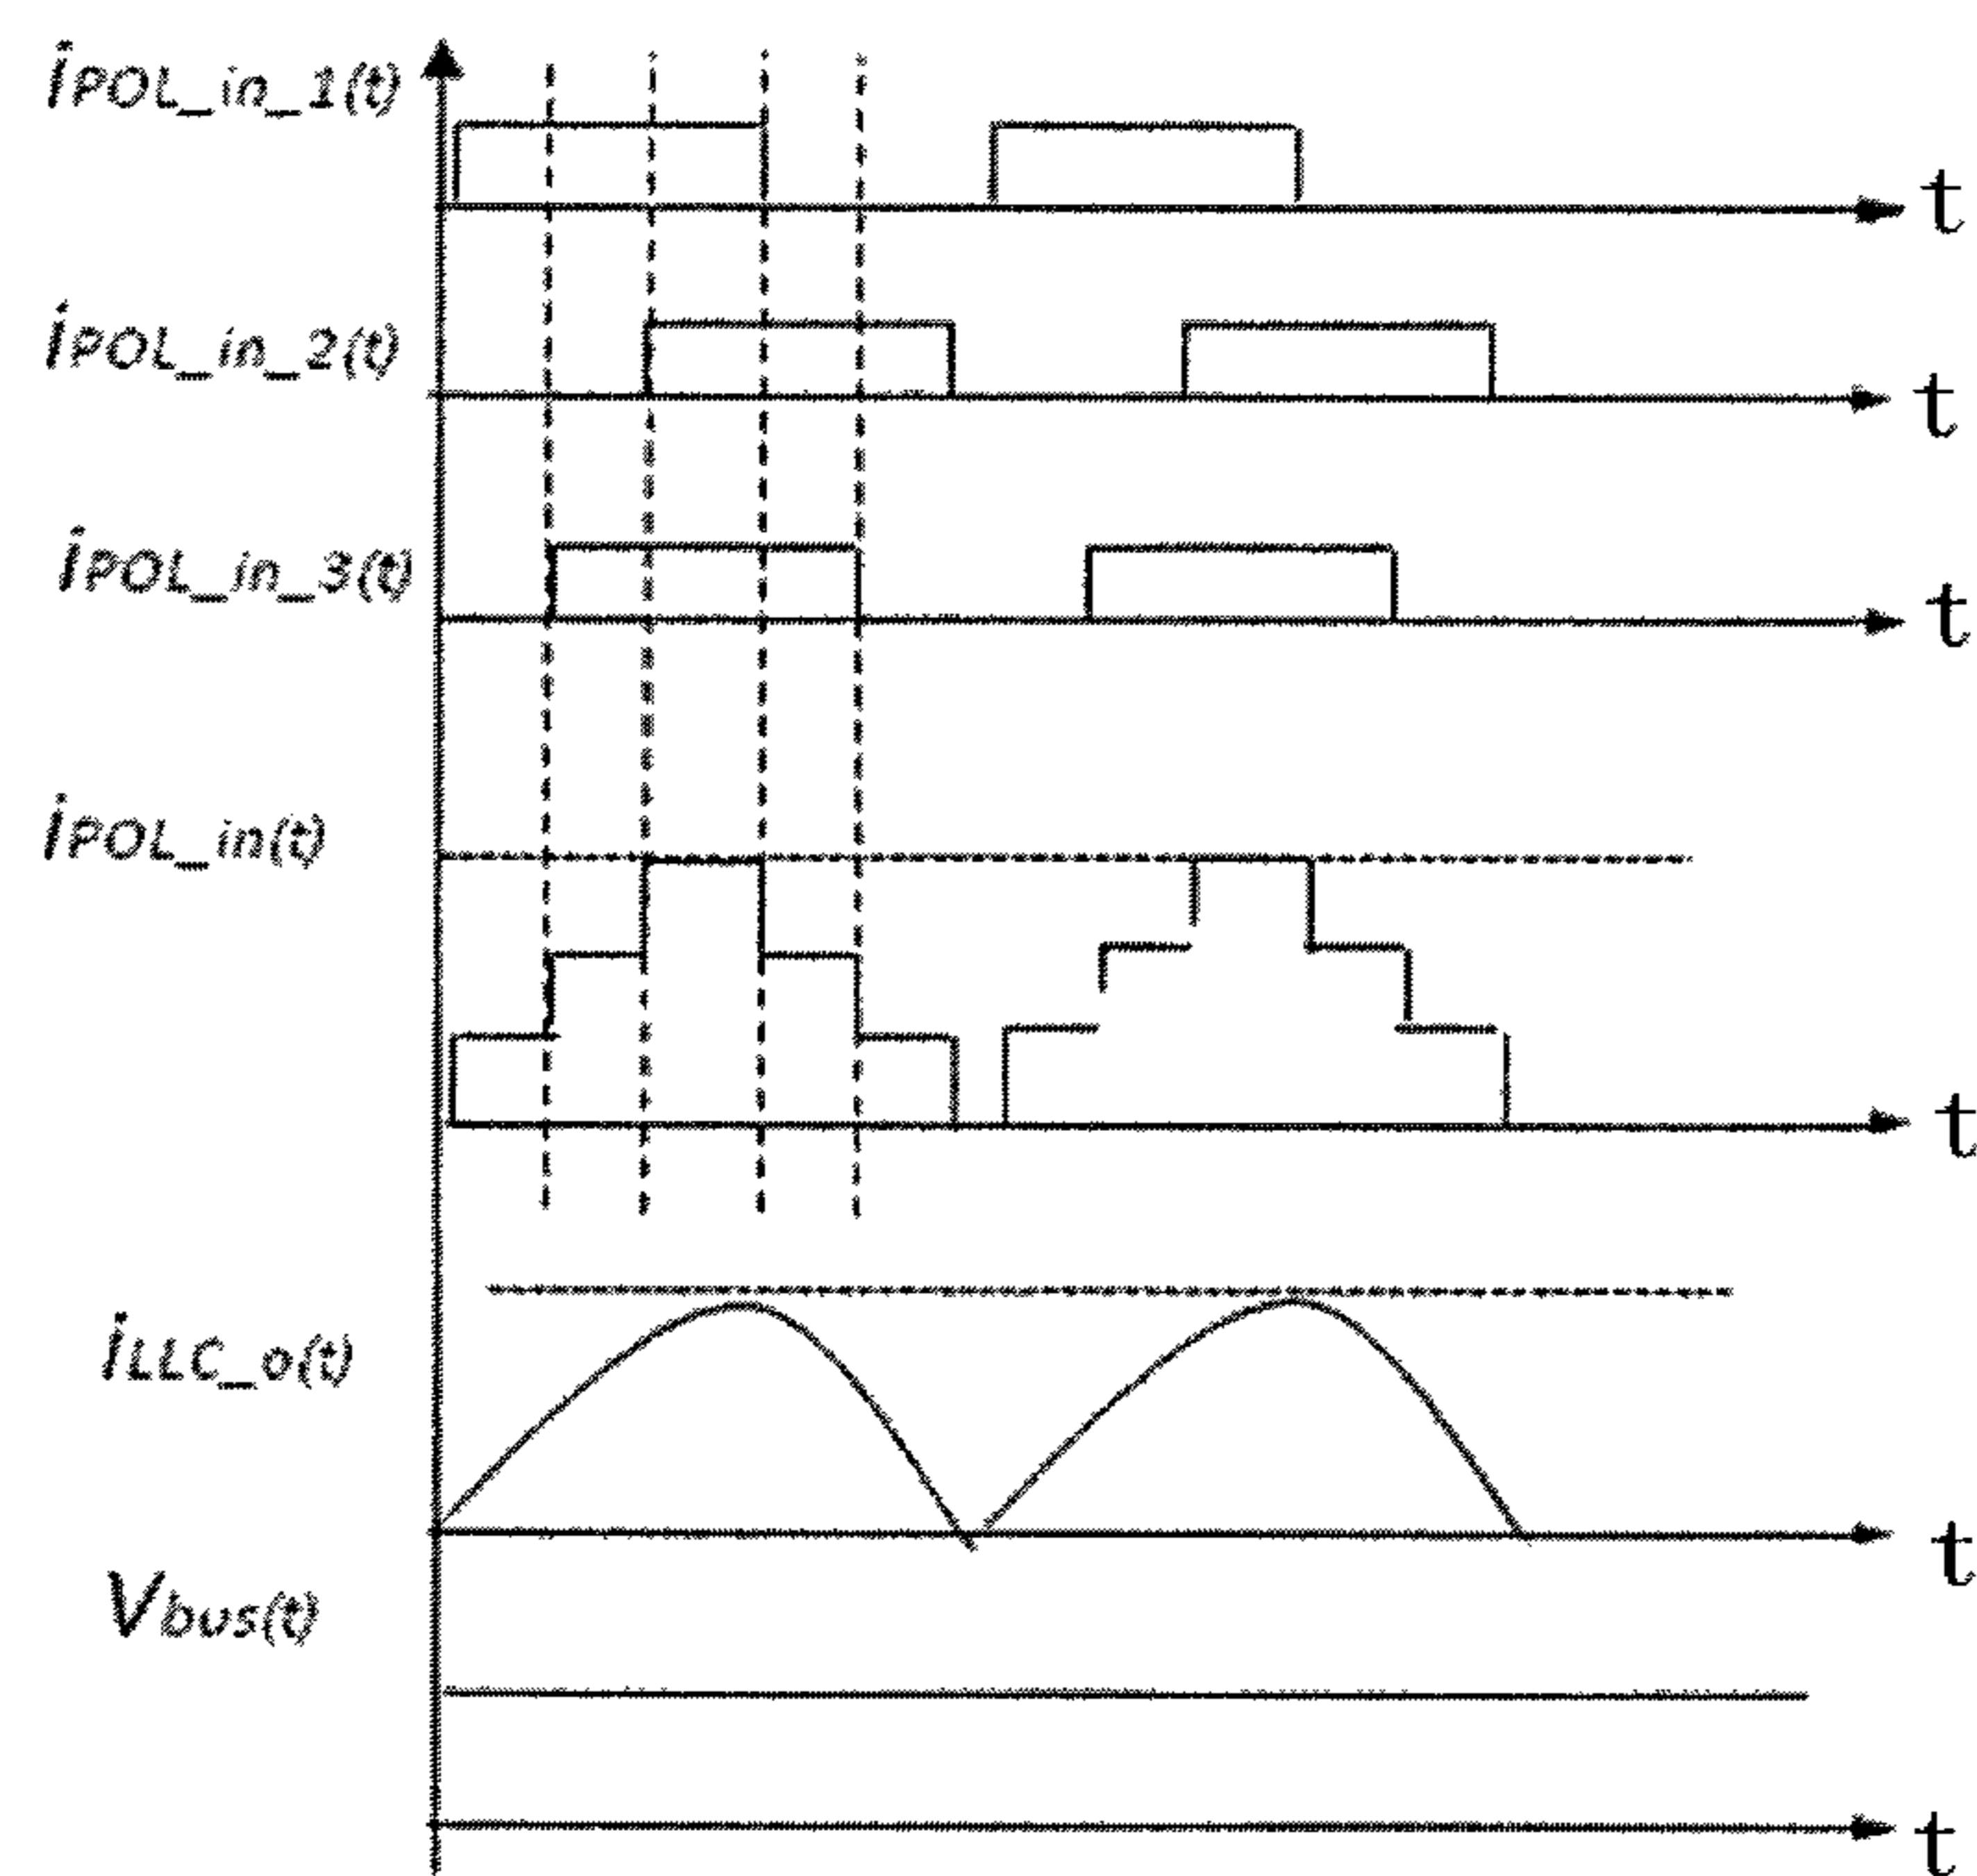 iPOL_in_1(t)
t
iPOL_in_2(t)
t
iPOL_in_3(t)
t
iPOL_in(t)
t
iLLC_o(t)
t
Vbus(t)
t